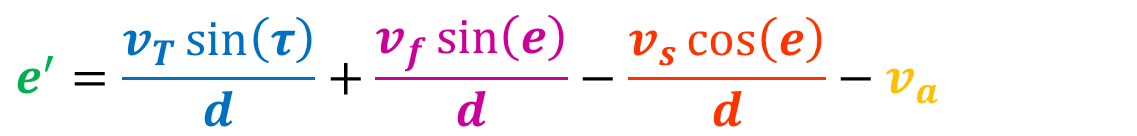 e′ = v_T sin(τ)/d + v_f sin(e)/d − v_s cos(e)/d − v_a